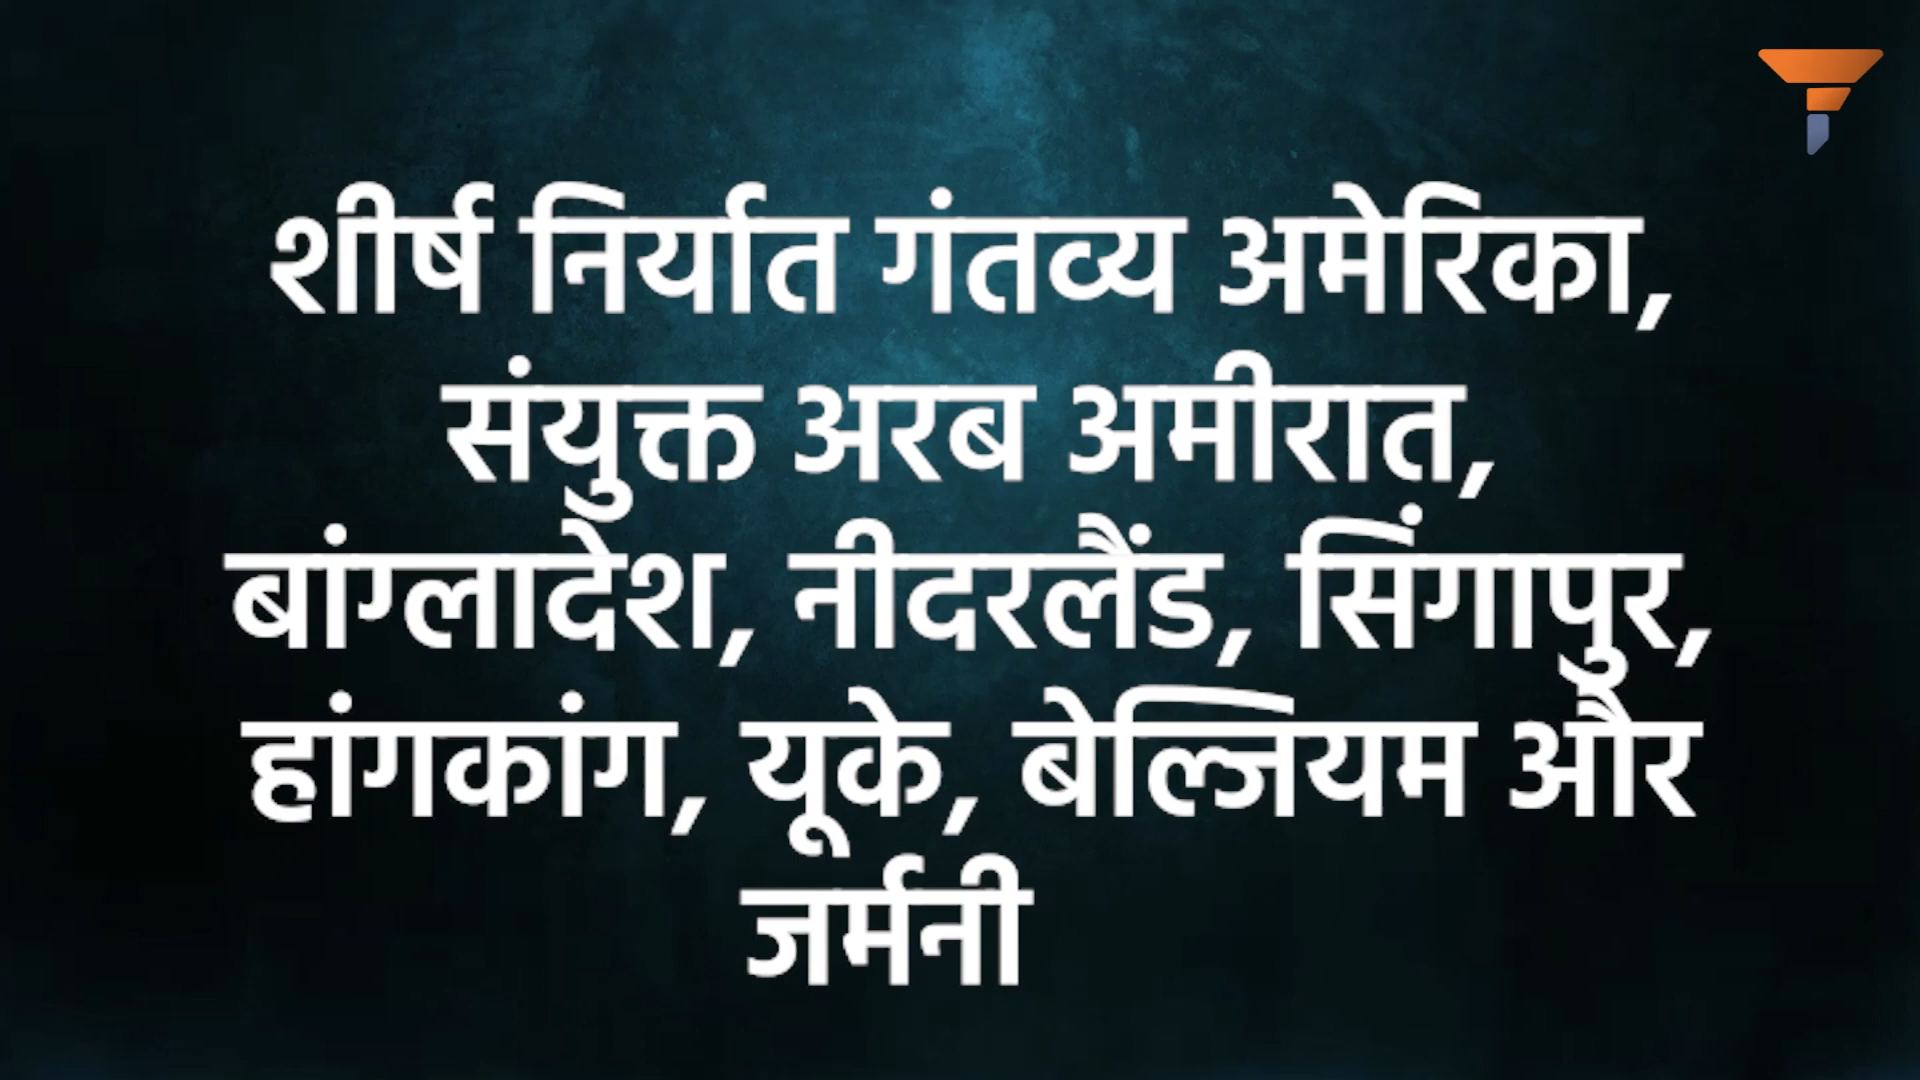 शीर्ष निर्यात गंतव्य अमेरिका,
संयुक्त अरब अमीरात,
बांग्लादेश, नीदरलैंड, सिंगापुर,
हांगकांग, यूके, बेल्जियम और
जर्मनी